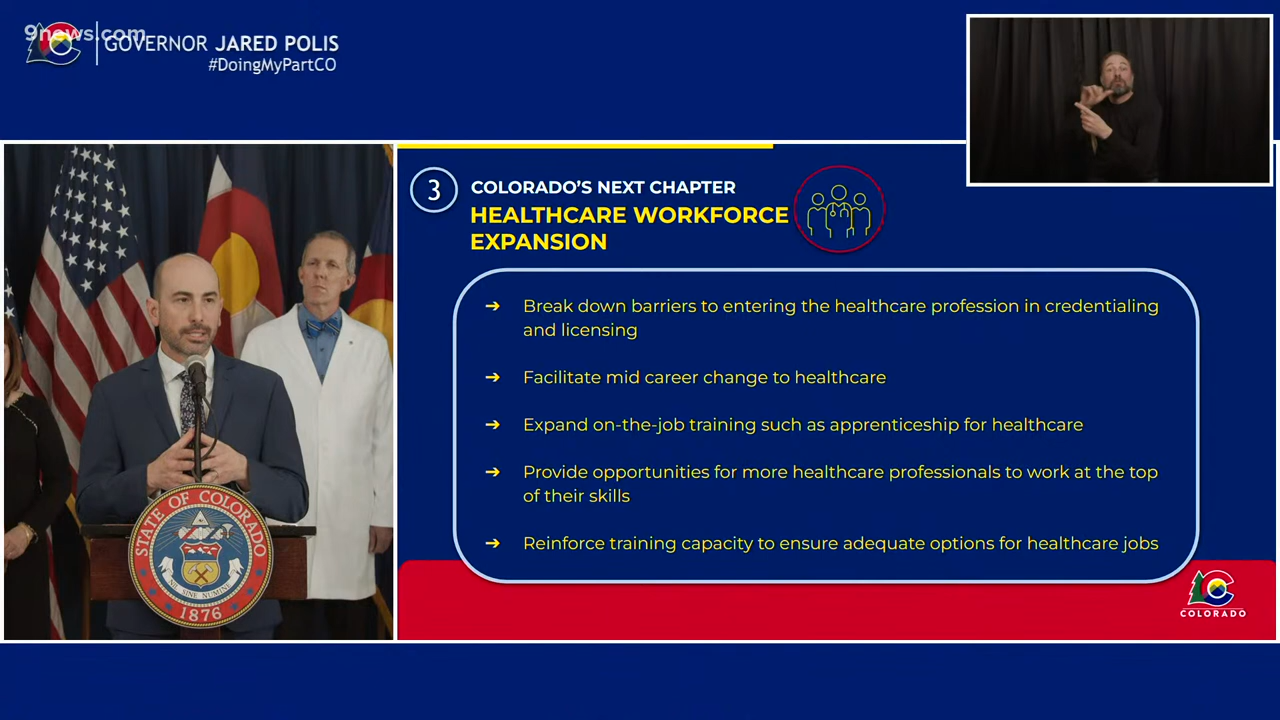 9news.com
GOVERNOR JARED POLIS
#DoingMyPartCO
3
COLORADO'S NEXT CHAPTER
HEALTHCARE WORKFORCE
EXPANSION
➔ Break down barriers to entering the healthcare profession in credentialing
and licensing
➔ Facilitate mid career change to healthcare
➔ Expand on-the-job training such as apprenticeship for healthcare
➔ Provide opportunities for more healthcare professionals to work at the top
of their skills
➔ Reinforce training capacity to ensure adequate options for healthcare jobs
STATE OF COLORADO
NIL SINE NUMINE
1876
COLORADO